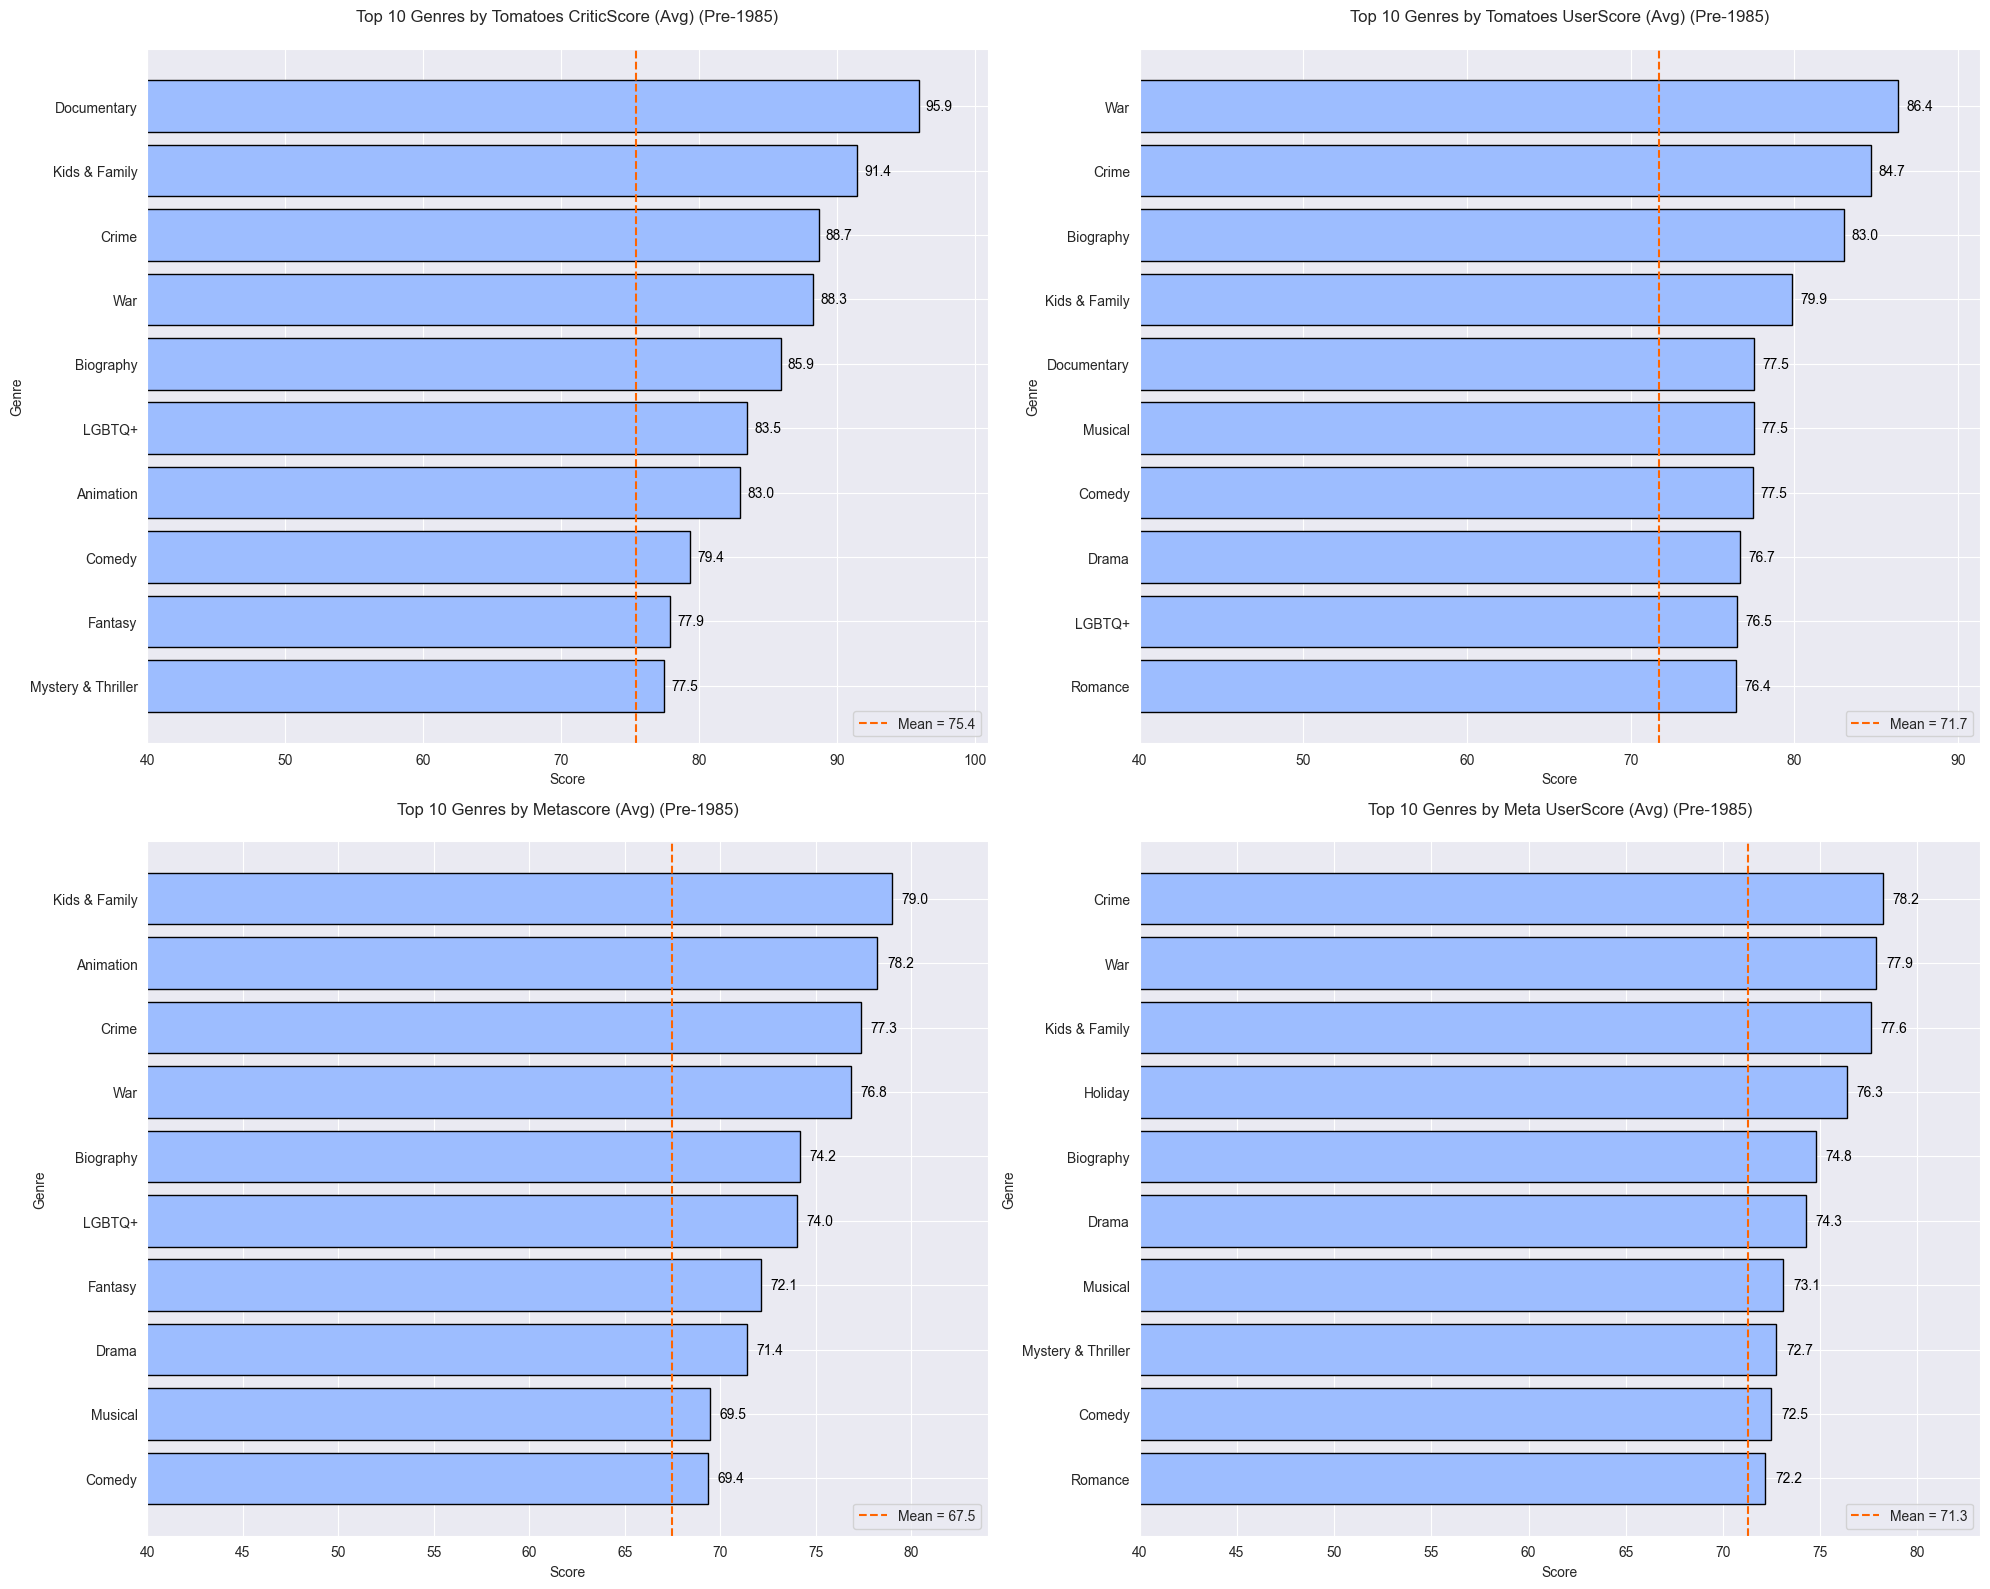 Top 10 Genres by Tomatoes CriticScore (Avg) (Pre-1985)
Genre
Documentary 95.9
Kids & Family 91.4
Crime 88.7
War 88.3
Biography 85.9
LGBTQ+ 83.5
Animation 83.0
Comedy 79.4
Fantasy 77.9
Mystery & Thriller 77.5
Mean = 75.4
40 50 60 70 80 90 100
Score
Top 10 Genres by Tomatoes UserScore (Avg) (Pre-1985)
Genre
War 86.4
Crime 84.7
Biography 83.0
Kids & Family 79.9
Documentary 77.5
Musical 77.5
Comedy 77.5
Drama 76.7
LGBTQ+ 76.5
Romance 76.4
Mean = 71.7
40 50 60 70 80 90
Score
Top 10 Genres by Metascore (Avg) (Pre-1985)
Genre
Kids & Family 79.0
Animation 78.2
Crime 77.3
War 76.8
Biography 74.2
LGBTQ+ 74.0
Fantasy 72.1
Drama 71.4
Musical 69.5
Comedy 69.4
Mean = 67.5
40 45 50 55 60 65 70 75 80
Score
Top 10 Genres by Meta UserScore (Avg) (Pre-1985)
Genre
Crime 78.2
War 77.9
Kids & Family 77.6
Holiday 76.3
Biography 74.8
Drama 74.3
Musical 73.1
Mystery & Thriller 72.7
Comedy 72.5
Romance 72.2
Mean = 71.3
40 45 50 55 60 65 70 75 80
Score